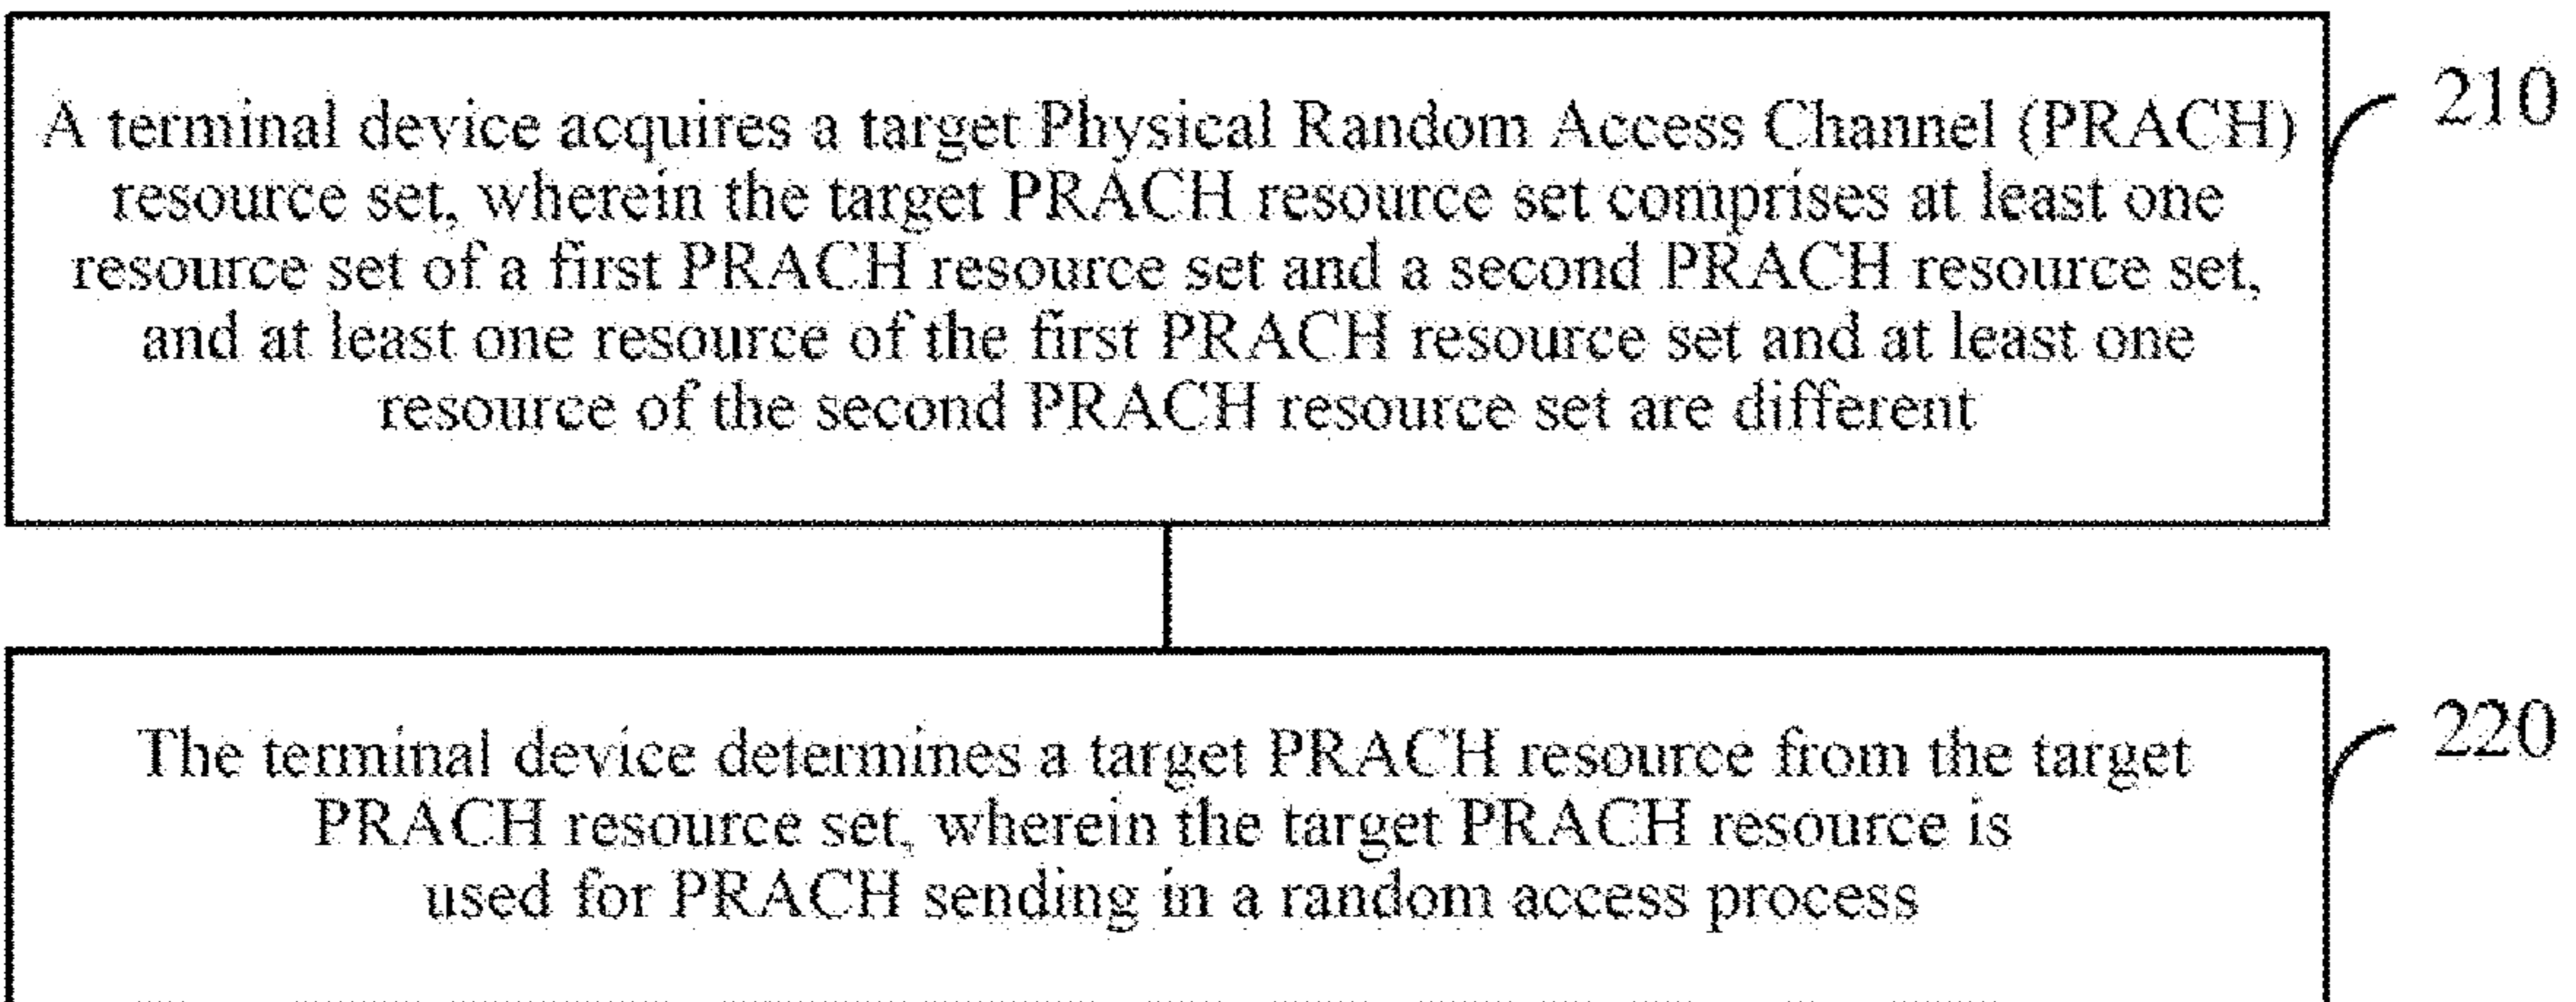 A terminal device acquires a target Physical Random Access Channel (PRACH)
resource set, wherein the target PRACH resource set comprises at least one
resource set of a first PRACH resource set and a second PRACH resource set,
and at least one resource of the first PRACH resource set and at least one
resource of the second PRACH resource set are different
210
The terminal device determines a target PRACH resource from the target
PRACH resource set, wherein the target PRACH resource is
used for PRACH sending in a random access process
220